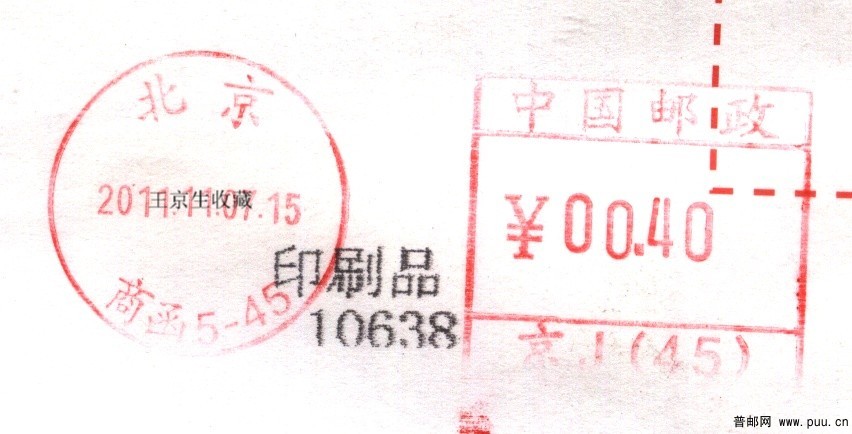 北京
2011.11.07.15
王京生收藏
商函5-45
印刷品
10638
中国邮政
¥00.40
京J(45)
普邮网 www.puu.cn